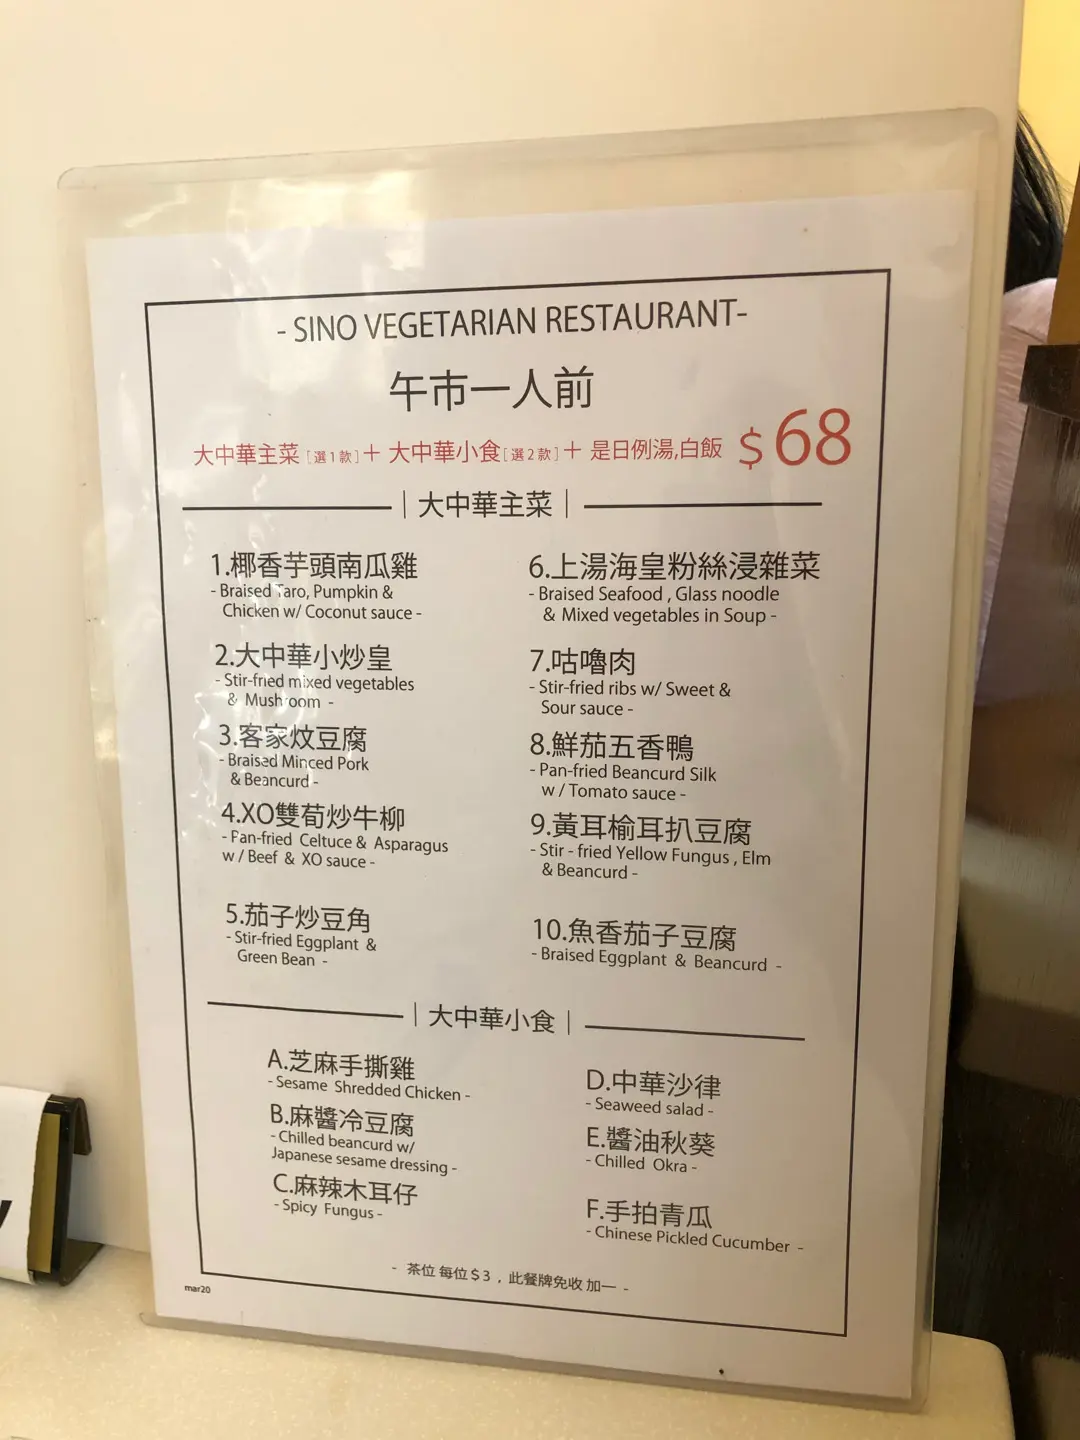 - SINO VEGETARIAN RESTAURANT-
午市一人前
大中華主菜[選1款]＋ 大中華小食[選2款]＋ 是日例湯,白飯 $68
｜大中華主菜｜
1.椰香芋頭南瓜雞
- Braised Taro, Pumpkin &
Chicken w/ Coconut sauce -
2.大中華小炒皇
- Stir-fried mixed vegetables
& Mushroom -
3.客家炆豆腐
- Braised Minced Pork
& Beancurd -
4.XO雙荀炒牛柳
- Pan-fried Celtuce & Asparagus
w / Beef & XO sauce -
5.茄子炒豆角
- Stir-fried Eggplant &
Green Bean -
6.上湯海皇粉絲浸雜菜
- Braised Seafood , Glass noodle
& Mixed vegetables in Soup -
7.咕嚕肉
- Stir-fried ribs w/ Sweet &
Sour sauce -
8.鮮茄五香鴨
- Pan-fried Beancurd Silk
w / Tomato sauce -
9.黃耳榆耳扒豆腐
- Stir - fried Yellow Fungus , Elm
& Beancurd -
10.魚香茄子豆腐
- Braised Eggplant & Beancurd -
｜大中華小食｜
A.芝麻手撕雞
- Sesame Shredded Chicken -
B.麻醬冷豆腐
- Chilled beancurd w/
Japanese sesame dressing -
C.麻辣木耳仔
- Spicy Fungus -
D.中華沙律
- Seaweed salad -
E.醬油秋葵
- Chilled Okra -
F.手拍青瓜
- Chinese Pickled Cucumber -
- 茶位 每位 $ 3 , 此餐牌免收 加一 -
mar20